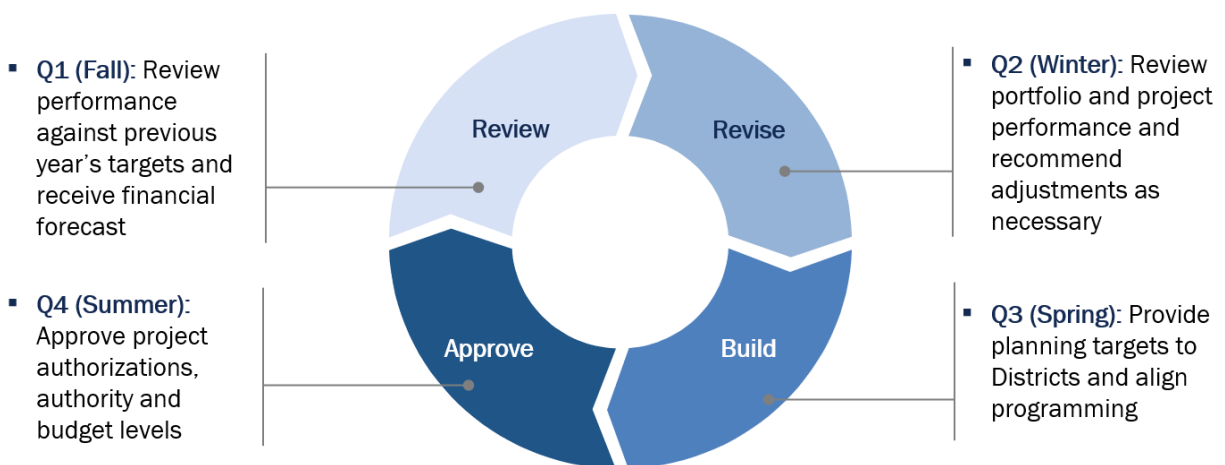 ▪ Q1 (Fall): Review
performance
against previous
year's targets and
receive financial
forecast
Review
Revise
▪ Q2 (Winter): Review
portfolio and project
performance and
recommend
adjustments as
necessary
▪ Q4 (Summer):
Approve project
authorizations,
authority and
budget levels
Approve
Build
▪ Q3 (Spring): Provide
planning targets to
Districts and align
programming